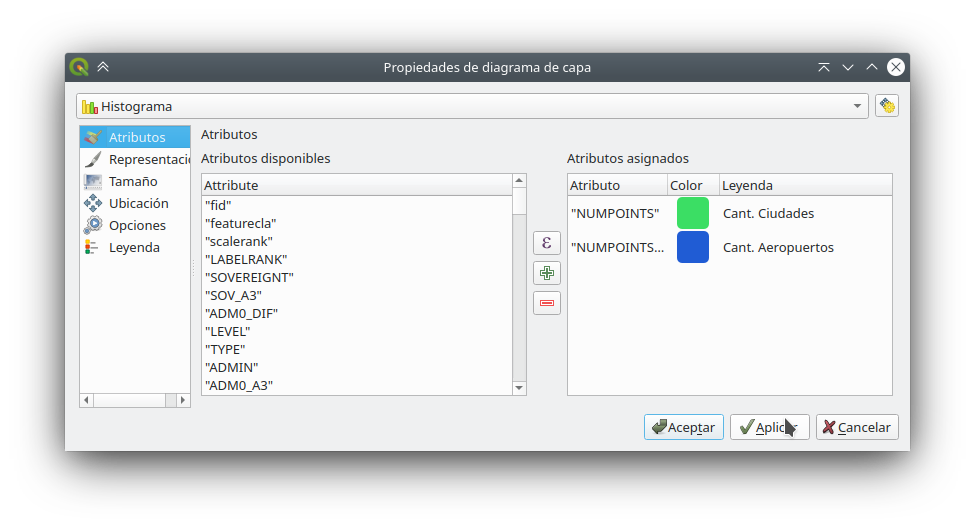 Propiedades de diagrama de capa
Histograma
Atributos
Representació
Tamaño
Ubicación
Opciones
Leyenda
Atributos
Atributos disponibles
Attribute
"fid"
"featurecla"
"scalerank"
"LABELRANK"
"SOVEREIGNT"
"SOV_A3"
"ADM0_DIF"
"LEVEL"
"TYPE"
"ADMIN"
"ADM0_A3"
ε
Atributos asignados
Atributo Color Leyenda
"NUMPOINTS" Cant. Ciudades
"NUMPOINTS... Cant. Aeropuertos
Aceptar Aplicar Cancelar